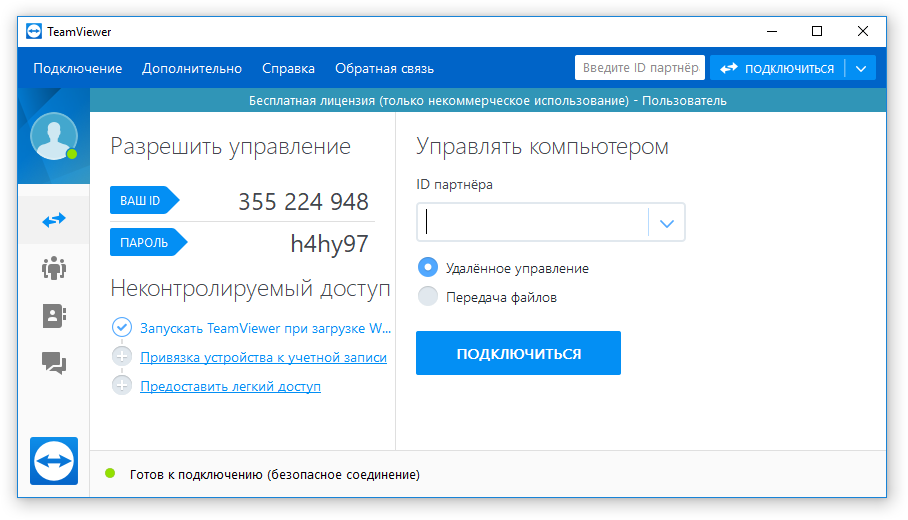 TeamViewer
Подключение Дополнительно Справка Обратная связь Введите ID партнёр ПОДКЛЮЧИТЬСЯ
Бесплатная лицензия (только некоммерческое использование) - Пользователь
Разрешить управление
ВАШ ID 355 224 948
ПАРОЛЬ h4hy97
Неконтролируемый доступ
Запускать TeamViewer при загрузке W...
Привязка устройства к учетной записи
Предоставить легкий доступ
Управлять компьютером
ID партнёра
Удалённое управление
Передача файлов
ПОДКЛЮЧИТЬСЯ
Готов к подключению (безопасное соединение)